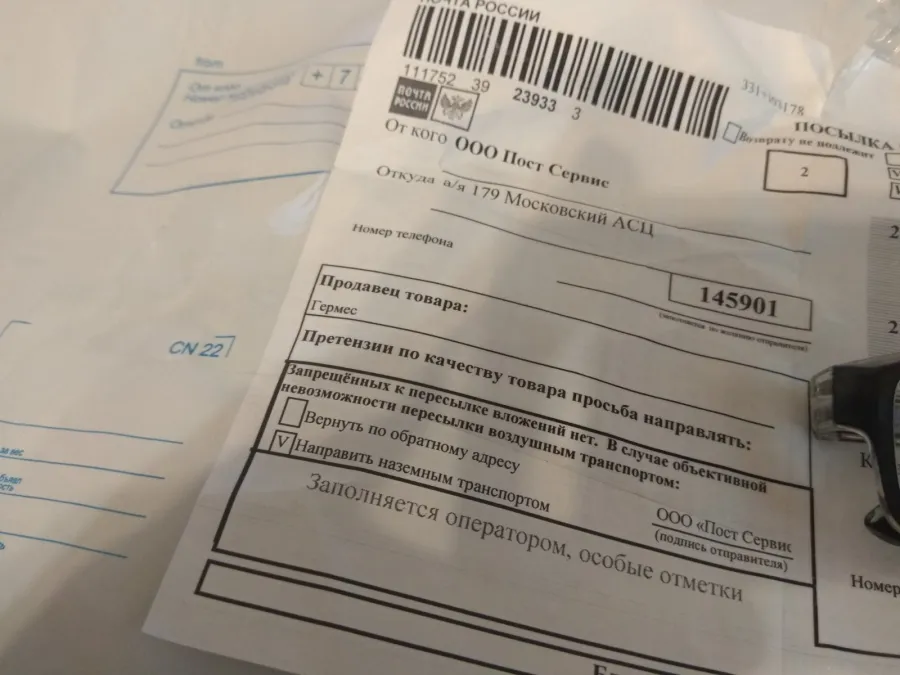 ПОЧТА РОССИИ
111752 39 23933 3
ПОЧТА
РОССИИ
ПОСЫЛКА
Возврату не подлежит
2
От кого ООО Пост Сервис
Откуда а/я 179 Московский АСЦ
Номер телефона
145901
Продавец товара:
Гермес
Претензии по качеству товара просьба направлять:
Запрещённых к пересылке вложений нет. В случае объективной
невозможности пересылки воздушным транспортом:
Вернуть по обратному адресу
V Направить наземным транспортом
ООО «Пост Сервис
(подпись отправителя)
Заполняется оператором, особые отметки
Номер
2
2
К
+ 7
CN 22